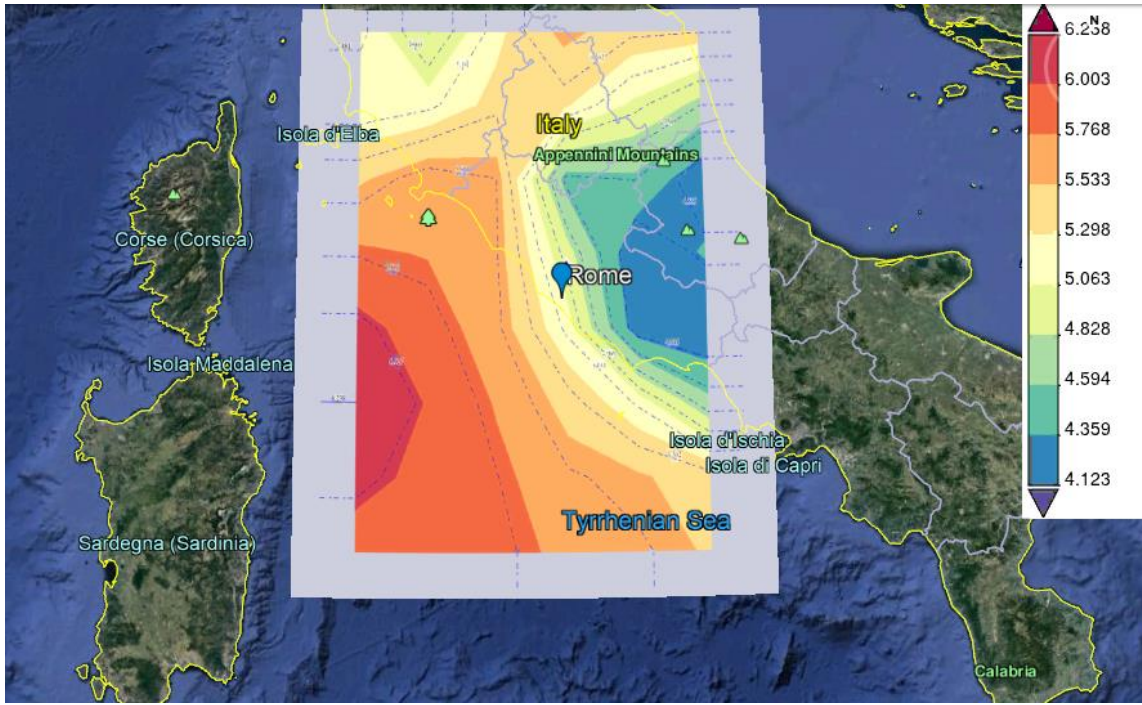 6.238
N
6.003
5.768
5.533
5.298
5.063
4.828
4.594
4.359
4.123
Isola d'Elba
Italy
Appennini Mountains
Corse (Corsica)
Rome
Isola Maddalena
Isola d'Ischia
Isola di Capri
Tyrrhenian Sea
Sardegna (Sardinia)
Calabria